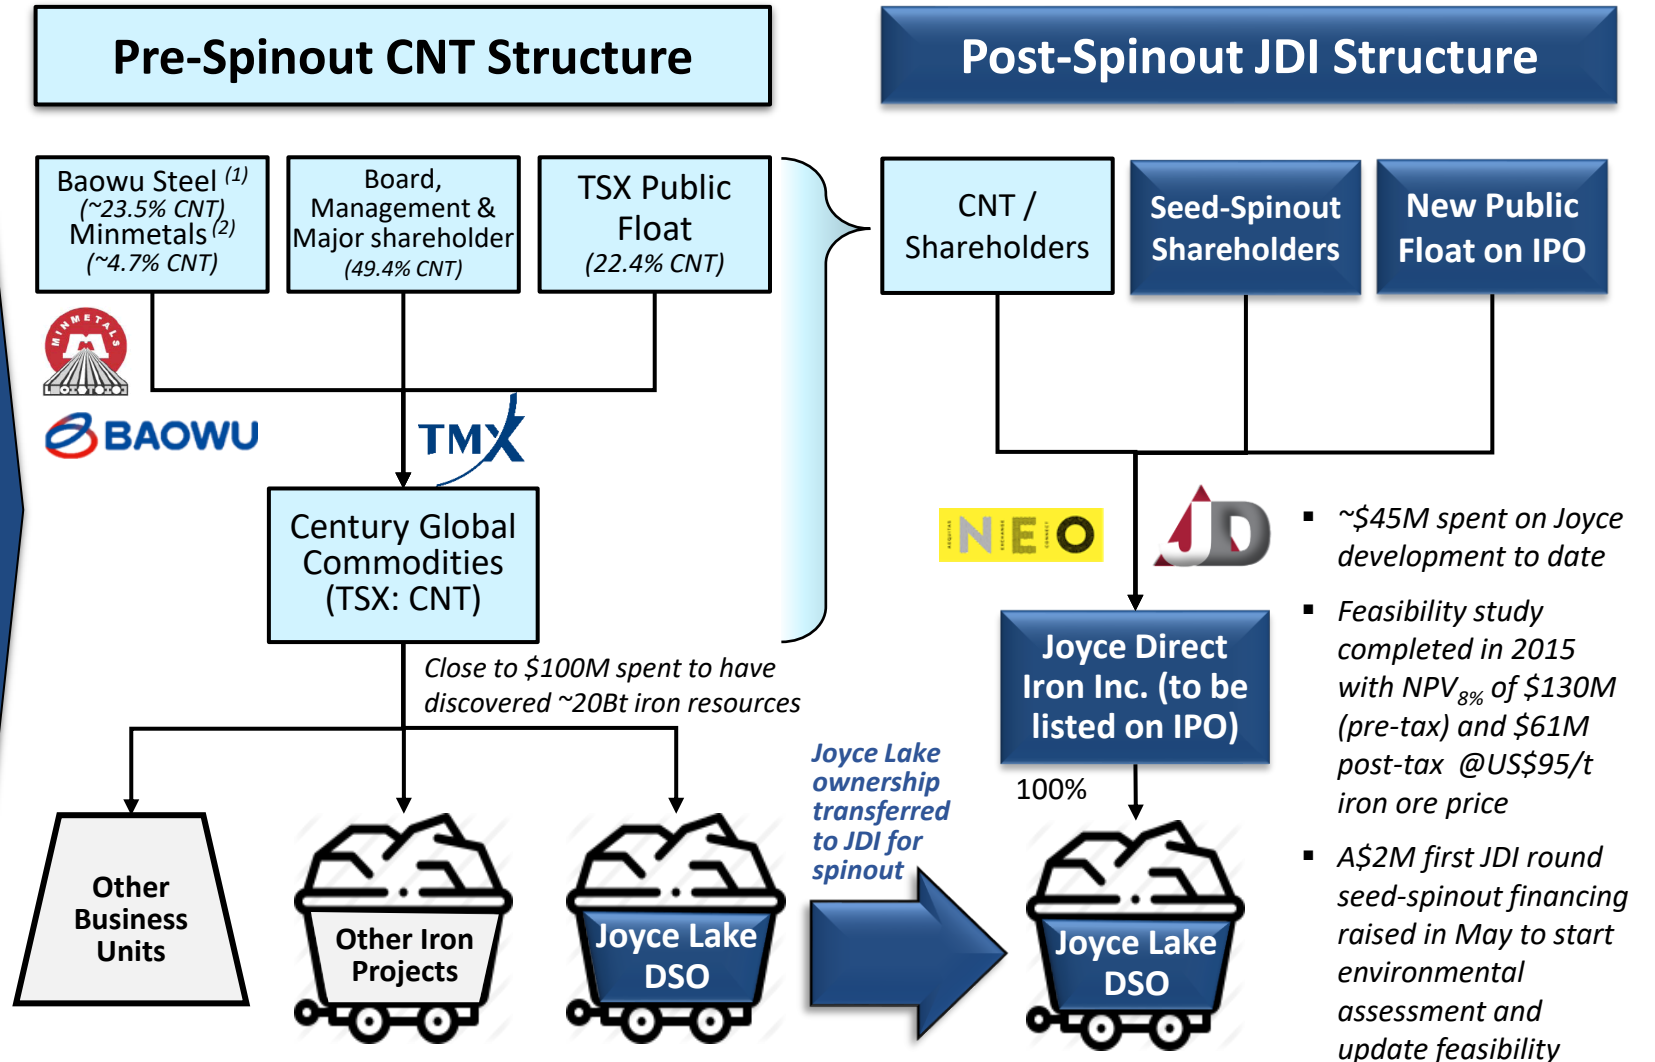 Pre-Spinout CNT Structure
Post-Spinout JDI Structure
Baowu Steel (1)
(~23.5% CNT)
Minmetals (2)
(~4.7% CNT)
Board,
Management &
Major shareholder
(49.4% CNT)
TSX Public
Float
(22.4% CNT)
CNT /
Shareholders
Seed-Spinout
Shareholders
New Public
Float on IPO
MINMETALS
BAOWU
TMX
Century Global
Commodities
(TSX: CNT)
Close to $100M spent to have
discovered ~20Bt iron resources
Other
Business
Units
Other Iron
Projects
Joyce Lake
DSO
Joyce Lake
ownership
transferred
to JDI for
spinout
AEQUITAS
NEO
EXCHANGE
CONNECT
JD
Joyce Direct
Iron Inc. (to be
listed on IPO)
100%
Joyce Lake
DSO
▪ ~$45M spent on Joyce
development to date
▪ Feasibility study
completed in 2015
with NPV8% of $130M
(pre-tax) and $61M
post-tax @US$95/t
iron ore price
▪ A$2M first JDI round
seed-spinout financing
raised in May to start
environmental
assessment and
update feasibility